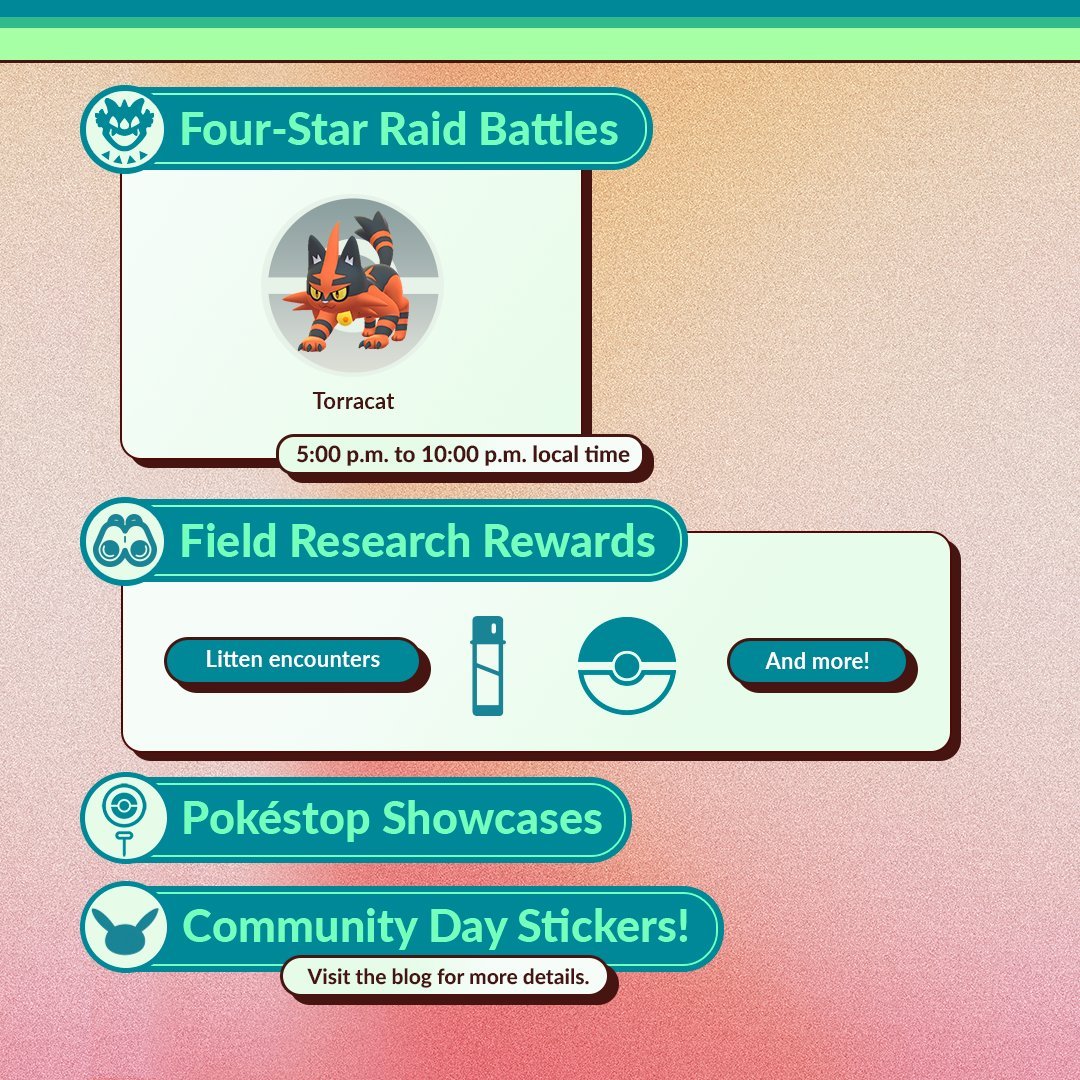 Four-Star Raid Battles
Torracat
5:00 p.m. to 10:00 p.m. local time
Field Research Rewards
Litten encounters
And more!
Pokéstop Showcases
Community Day Stickers!
Visit the blog for more details.